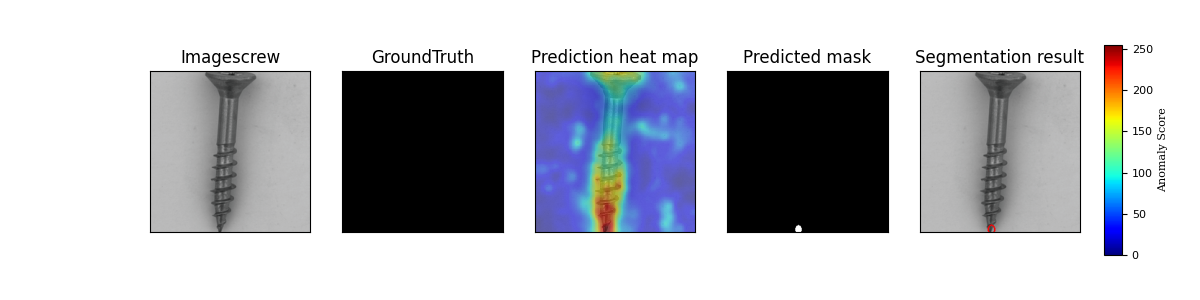 Imagescrew
GroundTruth
Prediction heat map
Predicted mask
Segmentation result
250
200
150
100
50
0
Anomaly Score